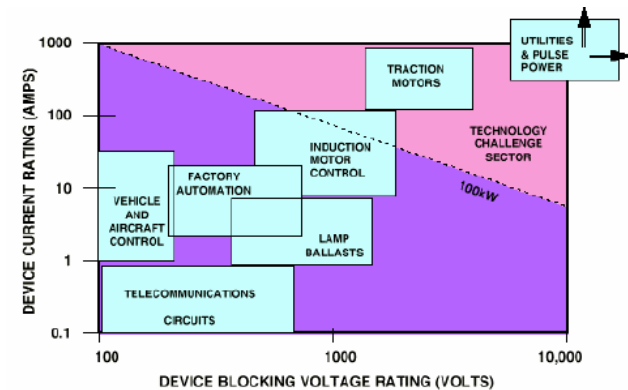 1000
100
10
1
0.1
DEVICE CURRENT RATING (AMPS)
UTILITIES
& PULSE
POWER
TRACTION
MOTORS
TECHNOLOGY
CHALLENGE
SECTOR
INDUCTION
MOTOR
CONTROL
100kW
FACTORY
AUTOMATION
VEHICLE
AND
AIRCRAFT
CONTROL
LAMP
BALLASTS
TELECOMMUNICATIONS
CIRCUITS
100
1000
10,000
DEVICE BLOCKING VOLTAGE RATING (VOLTS)